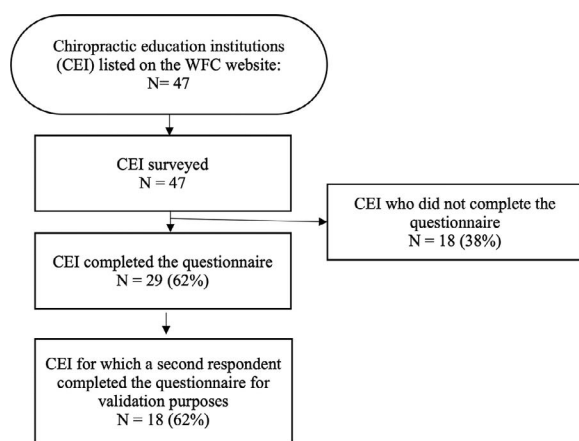 Chiropractic education institutions
(CEI) listed on the WFC website:
N= 47
CEI surveyed
N = 47
CEI who did not complete the
questionnaire
N = 18 (38%)
CEI completed the questionnaire
N = 29 (62%)
CEI for which a second respondent
completed the questionnaire for
validation purposes
N = 18 (62%)